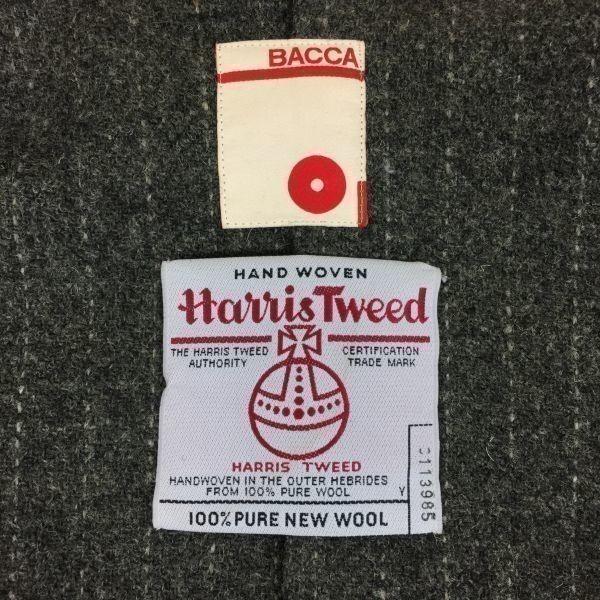 BACCA
HAND WOVEN
Harris Tweed
THE HARRIS TWEED
AUTHORITY
CERTIFICATION
TRADE MARK
HARRIS TWEED
HANDWOVEN IN THE OUTER HEBRIDES
FROM 100% PURE WOOL
Y
100% PURE NEW WOOL